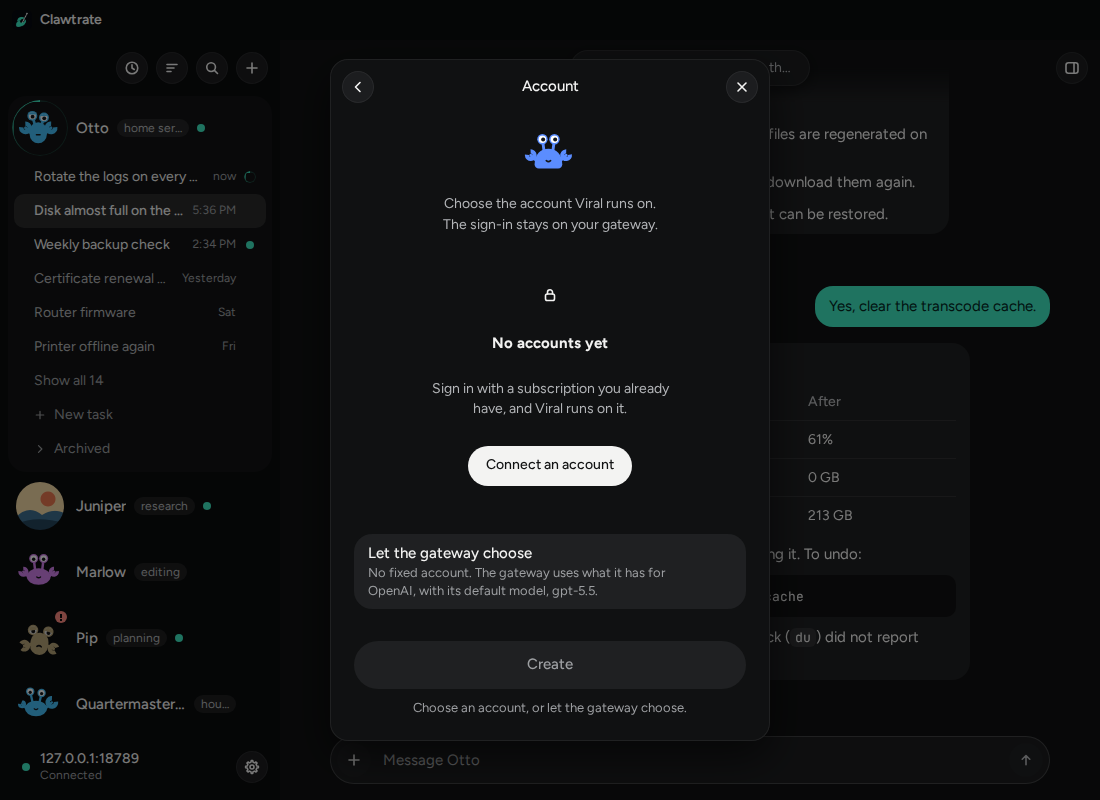 Clawtrate
Otto
home ser...
Rotate the logs on every ...
now
Disk almost full on the ...
5:36 PM
Weekly backup check
2:34 PM
Certificate renewal ...
Yesterday
Router firmware
Sat
Printer offline again
Fri
Show all 14
+ New task
> Archived
Juniper
research
Marlow
editing
!
Pip
planning
Quartermaster...
hou...
127.0.0.1:18789
Connected
Account
Choose the account Viral runs on.
The sign-in stays on your gateway.
No accounts yet
Sign in with a subscription you already
have, and Viral runs on it.
Connect an account
Let the gateway choose
No fixed account. The gateway uses what it has for
OpenAI, with its default model, gpt-5.5.
Create
Choose an account, or let the gateway choose.
th...
files are regenerated on
download them again.
t can be restored.
Yes, clear the transcode cache.
After
61%
0 GB
213 GB
ng it. To undo:
cache
ck ( du ) did not report
Message Otto